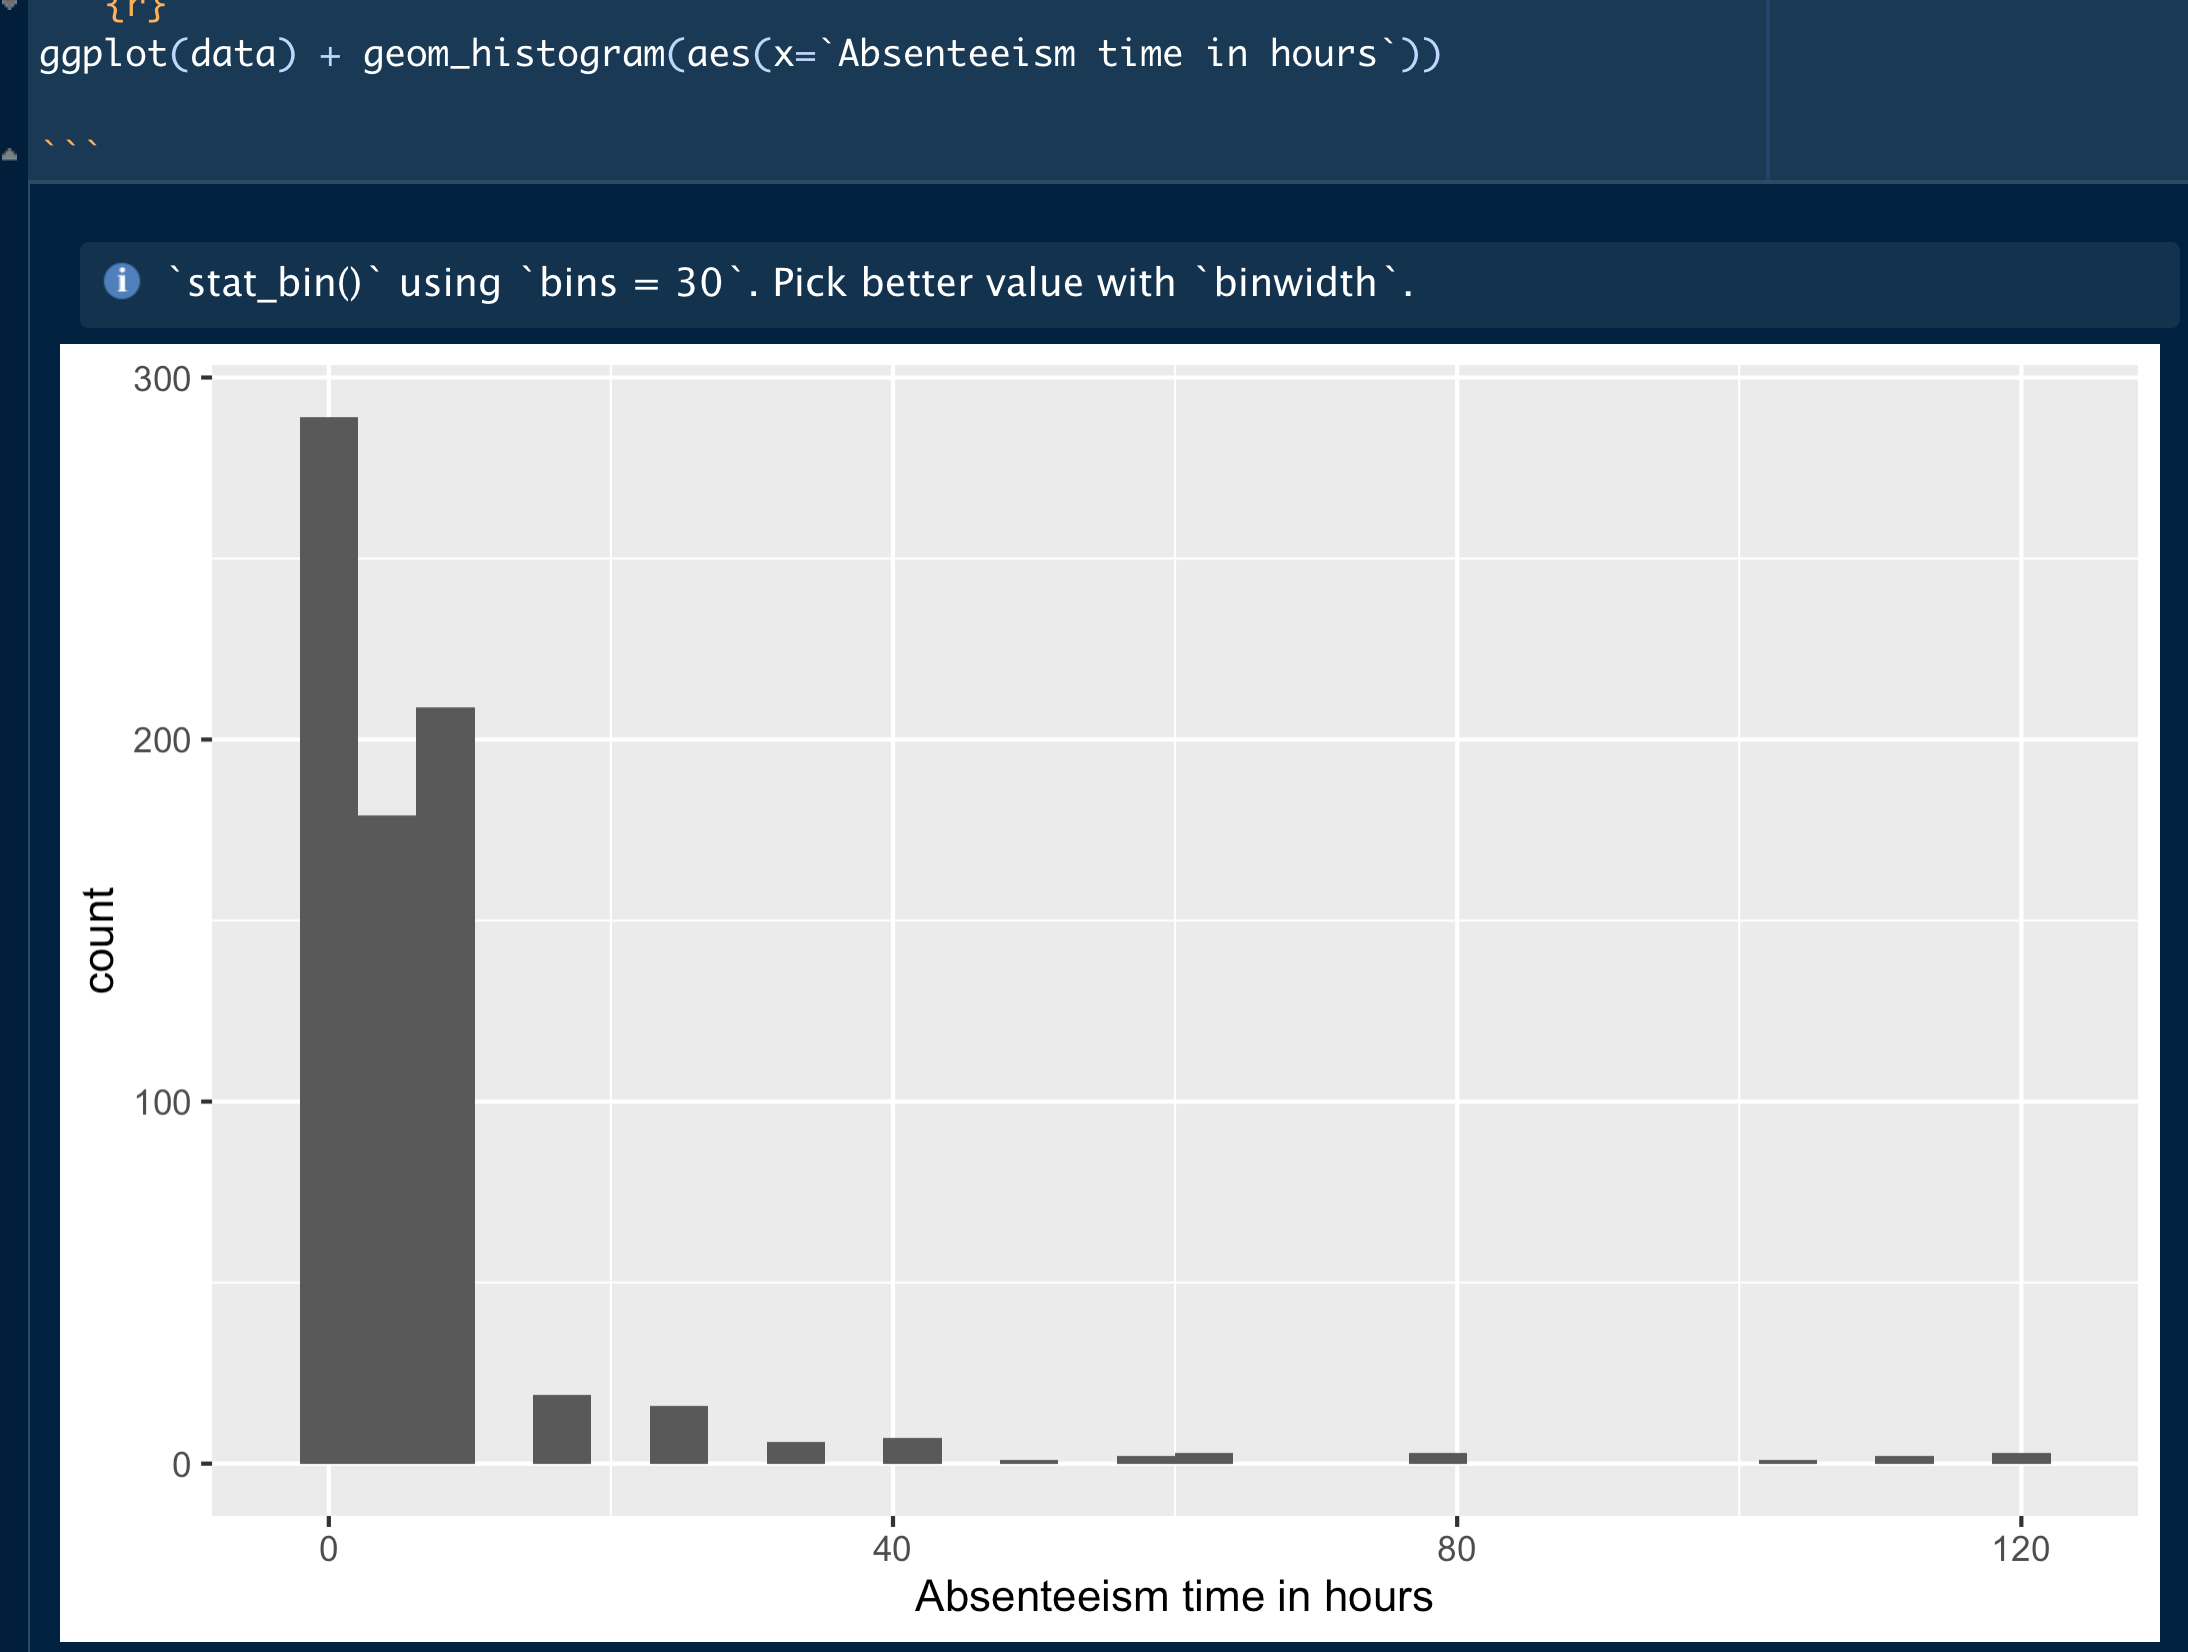 {r}
ggplot(data) + geom_histogram(aes(x=`Absenteeism time in hours`))
```
`stat_bin()` using `bins = 30`. Pick better value with `binwidth`.
300
200
100
0
count
0 40 80 120
Absenteeism time in hours